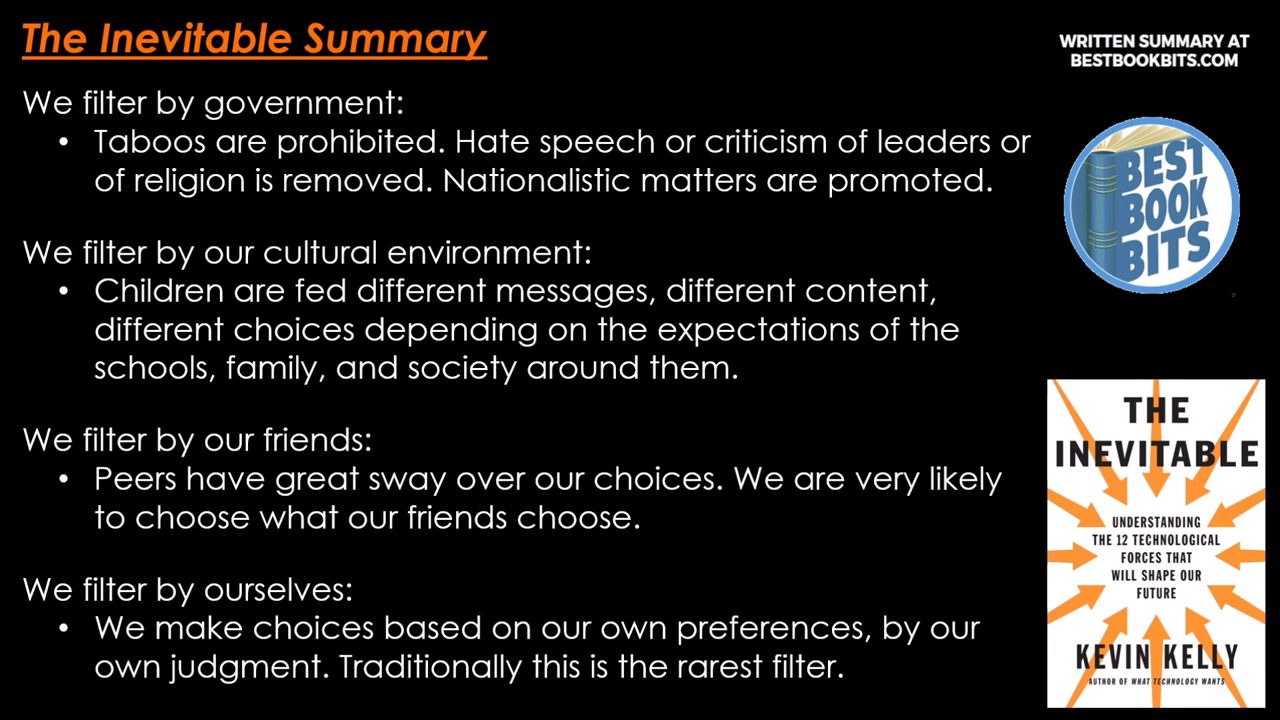 The Inevitable Summary
WRITTEN SUMMARY AT
BESTBOOKBITS.COM
We filter by government:
• Taboos are prohibited. Hate speech or criticism of leaders or
of religion is removed. Nationalistic matters are promoted.
We filter by our cultural environment:
• Children are fed different messages, different content,
different choices depending on the expectations of the
schools, family, and society around them.
We filter by our friends:
• Peers have great sway over our choices. We are very likely
to choose what our friends choose.
We filter by ourselves:
• We make choices based on our own preferences, by our
own judgment. Traditionally this is the rarest filter.
BEST
BOOK
BITS
THE
INEVITABLE
UNDERSTANDING
THE 12 TECHNOLOGICAL
FORCES THAT
WILL SHAPE OUR
FUTURE
KEVIN KELLY
AUTHOR OF WHAT TECHNOLOGY WANTS